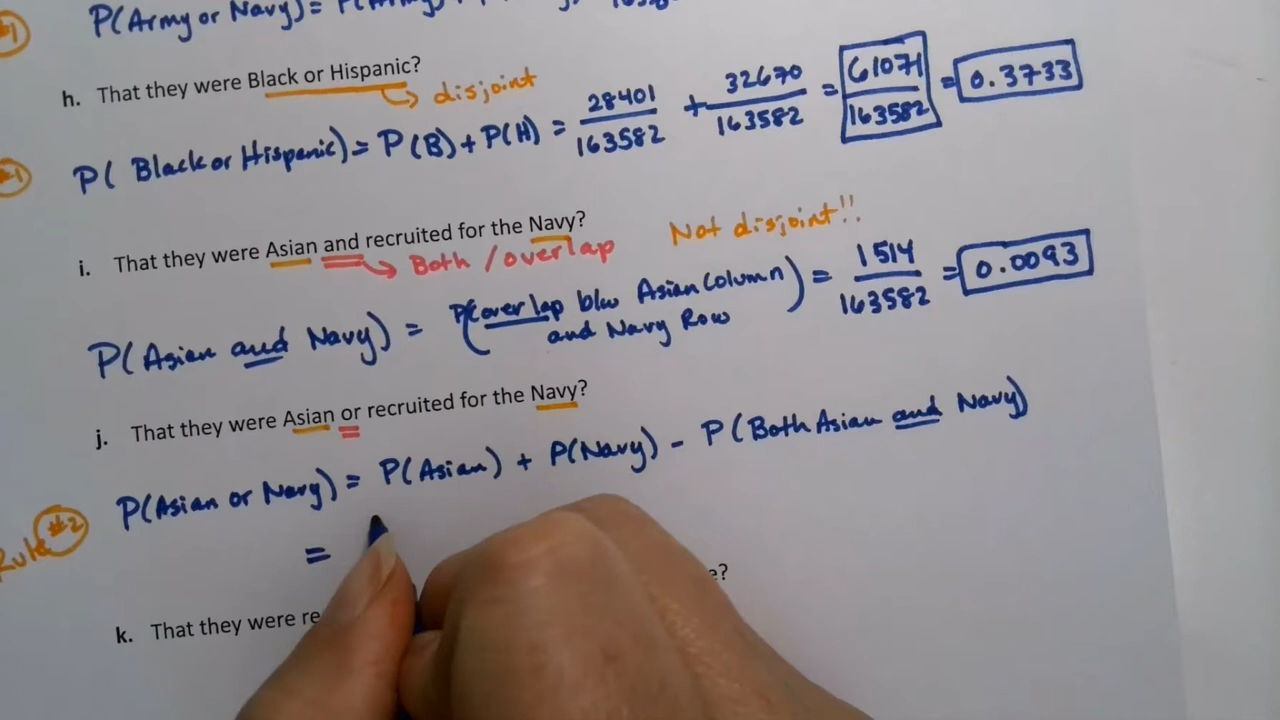 #1 P(Army or Navy) = P(Army)
h. That they were Black or Hispanic?
disjoint
#1 P( Black or Hispanic) = P(B) + P(H) = 28401/163582 + 32670/163582 = 61071/163582 = 0.3733
i. That they were Asian and recruited for the Navy?
Both / overlap
Not disjoint!!
P(Asian and Navy) = P(overlap b/w Asian Column and Navy Row) = 1514/163582 = 0.0093
j. That they were Asian or recruited for the Navy?
Rule #2 P(Asian or Navy) = P(Asian) + P(Navy) - P(Both Asian and Navy)
=
k. That they were re
e?